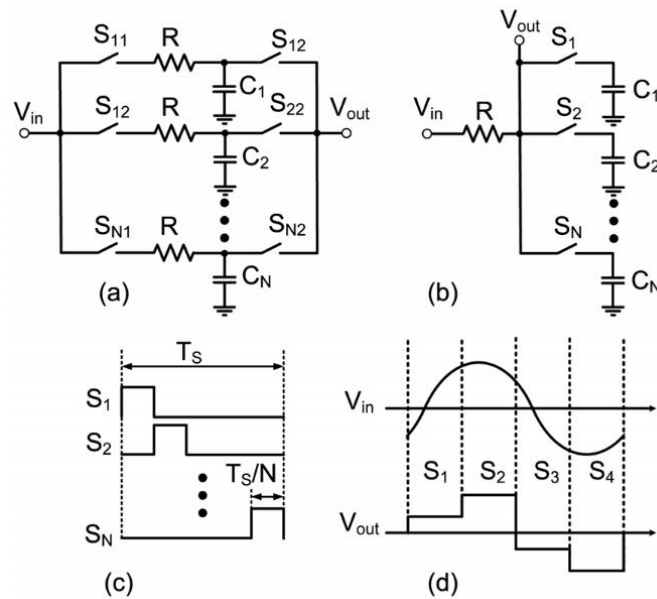 S11 R S12
C1
Vin S12 R S22 Vout
C2
SN1 R SN2
CN
(a)
Vout
S1
C1
Vin R S2
C2
SN
CN
(b)
TS
S1
S2
TS/N
SN
(c)
Vin
S1 S2 S3 S4
Vout
(d)